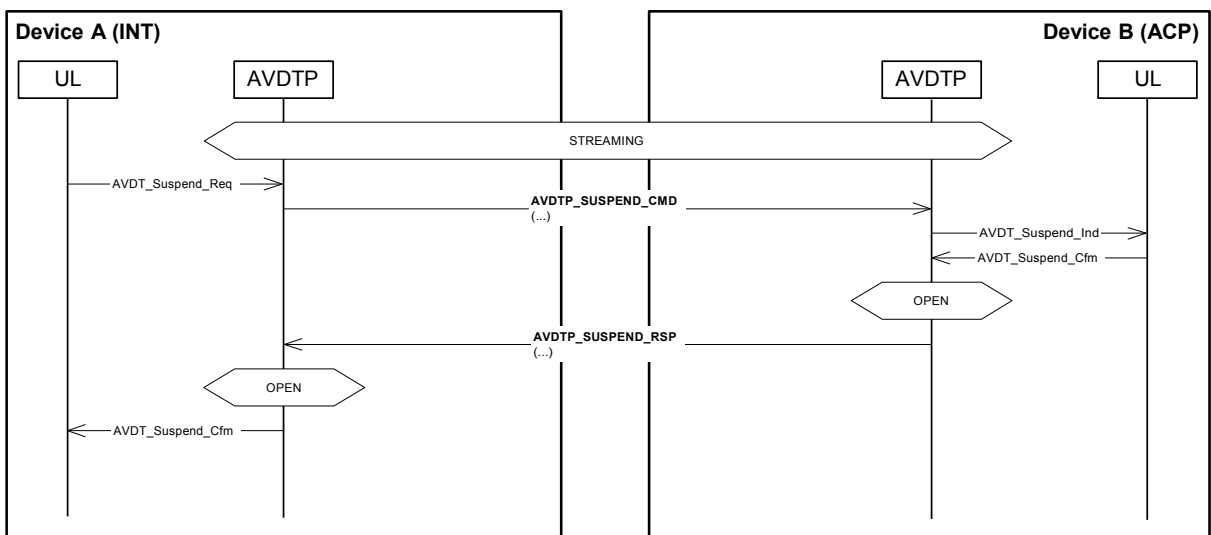 Device A (INT)
Device B (ACP)
UL
AVDTP
AVDTP
UL
STREAMING
AVDT_Suspend_Req
AVDTP_SUSPEND_CMD
(...)
AVDT_Suspend_Ind
AVDT_Suspend_Cfm
OPEN
AVDTP_SUSPEND_RSP
(...)
OPEN
AVDT_Suspend_Cfm